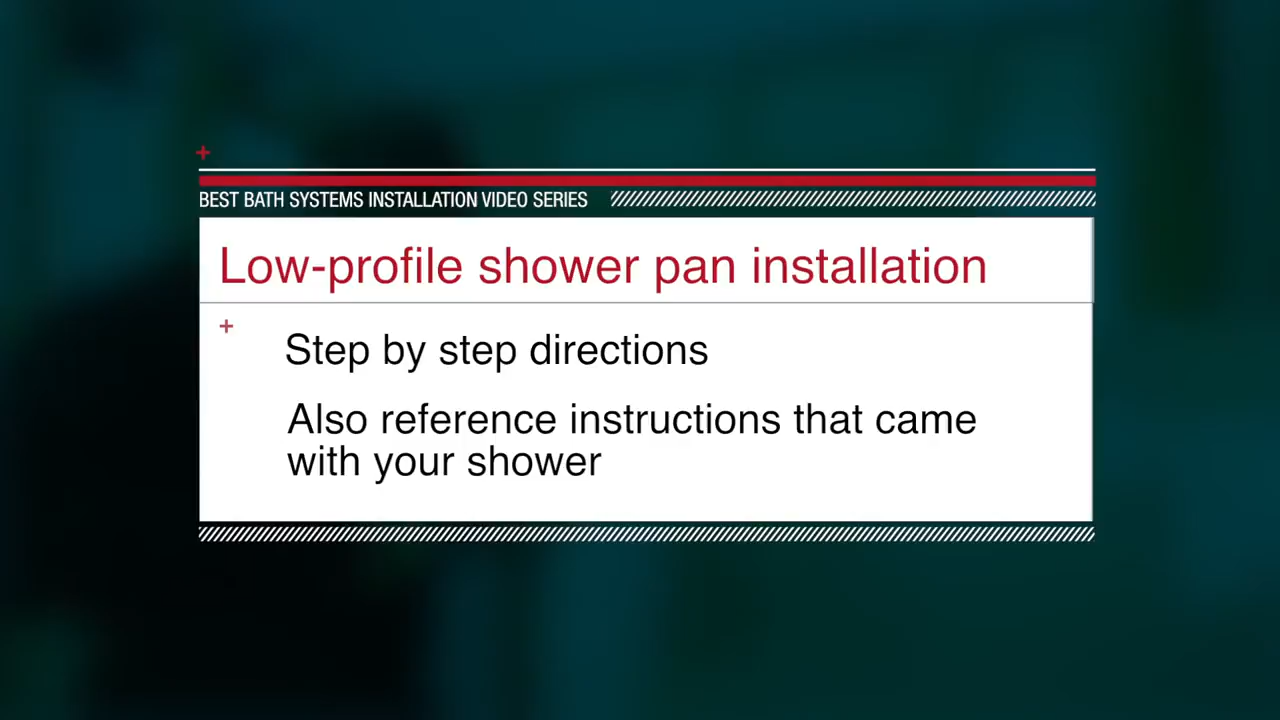 BEST BATH SYSTEMS INSTALLATION VIDEO SERIES
Low-profile shower pan installation
Step by step directions
Also reference instructions that came
with your shower